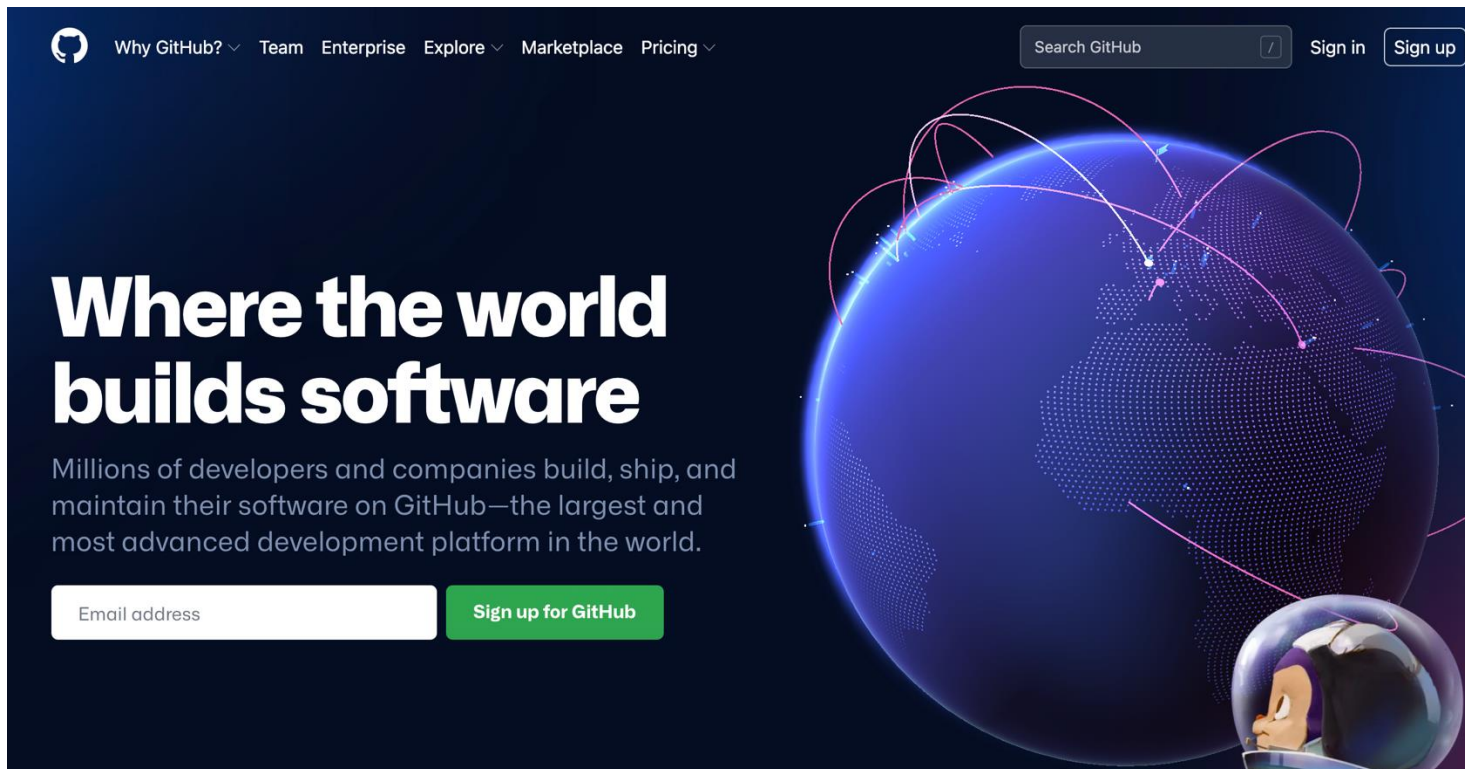 Why GitHub? Team Enterprise Explore Marketplace Pricing Search GitHub / Sign in Sign up
Where the world
builds software
Millions of developers and companies build, ship, and
maintain their software on GitHub—the largest and
most advanced development platform in the world.
Email address Sign up for GitHub